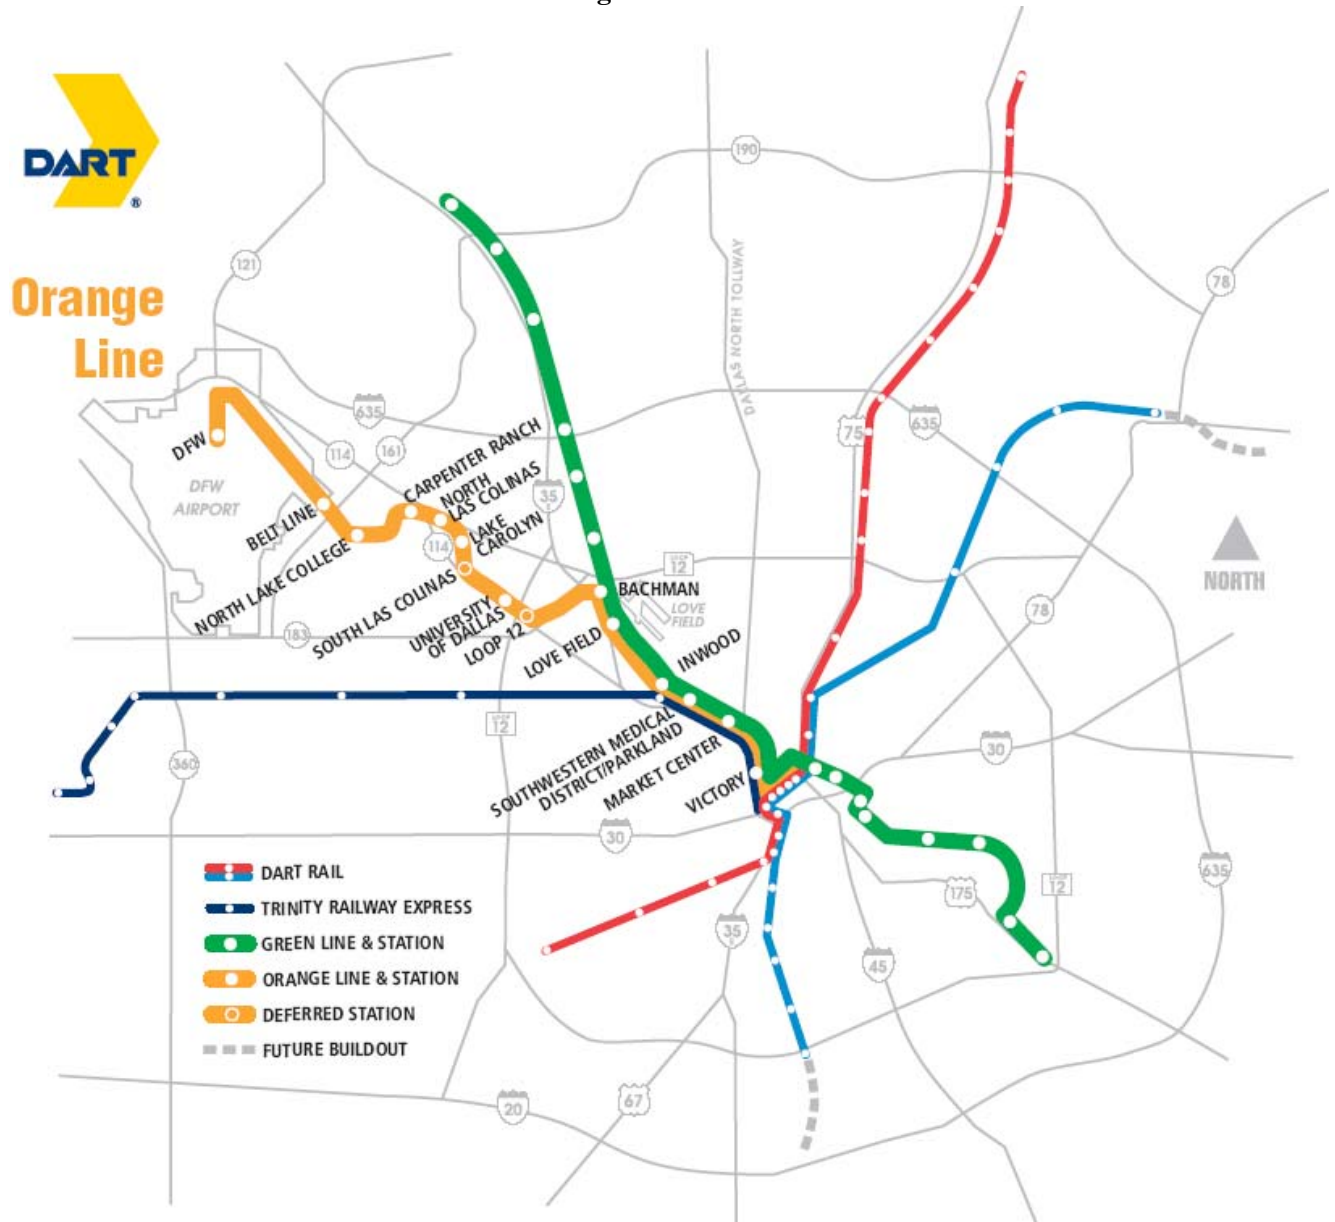 DART
®
Orange
Line
121
190
78
DALLAS NORTH TOLLWAY
635
114
161
75
635
DFW
DFW
AIRPORT
BELT LINE
NORTH LAKE COLLEGE
CARPENTER RANCH
NORTH
LAS COLINAS
LAKE
CAROLYN
114
35
E
SOUTH LAS COLINAS
UNIVERSITY
OF DALLAS
LOOP 12
LOOP
12
BACHMAN
LOVE
FIELD
LOVE FIELD
INWOOD
NORTH
78
183
SOUTHWESTERN MEDICAL
DISTRICT/PARKLAND
MARKET CENTER
VICTORY
LOOP
12
360
30
30
DART RAIL
TRINITY RAILWAY EXPRESS
GREEN LINE & STATION
ORANGE LINE & STATION
DEFERRED STATION
FUTURE BUILDOUT
175
LOOP
12
635
35
E
45
20
67